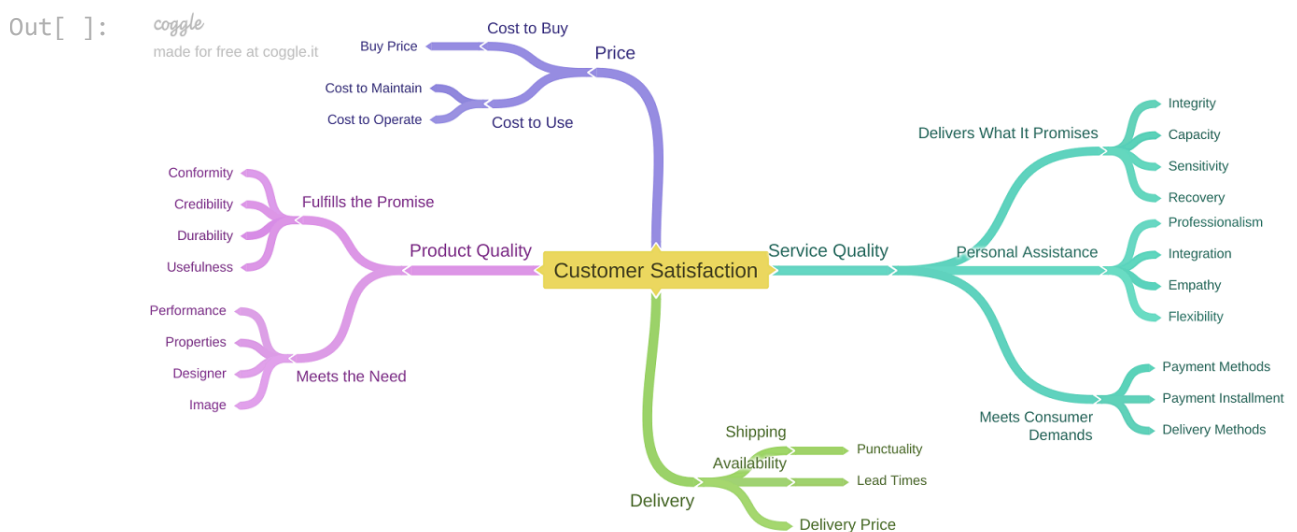 Out[ ]:
coggle
made for free at coggle.it
Cost to Buy
Buy Price
Price
Cost to Maintain
Cost to Operate
Cost to Use
Conformity
Credibility
Fulfills the Promise
Durability
Usefulness
Product Quality
Performance
Properties
Designer
Meets the Need
Image
Customer Satisfaction
Service Quality
Delivers What It Promises
Integrity
Capacity
Sensitivity
Recovery
Personal Assistance
Professionalism
Integration
Empathy
Flexibility
Meets Consumer
Demands
Payment Methods
Payment Installment
Delivery Methods
Delivery
Shipping
Punctuality
Availability
Lead Times
Delivery Price